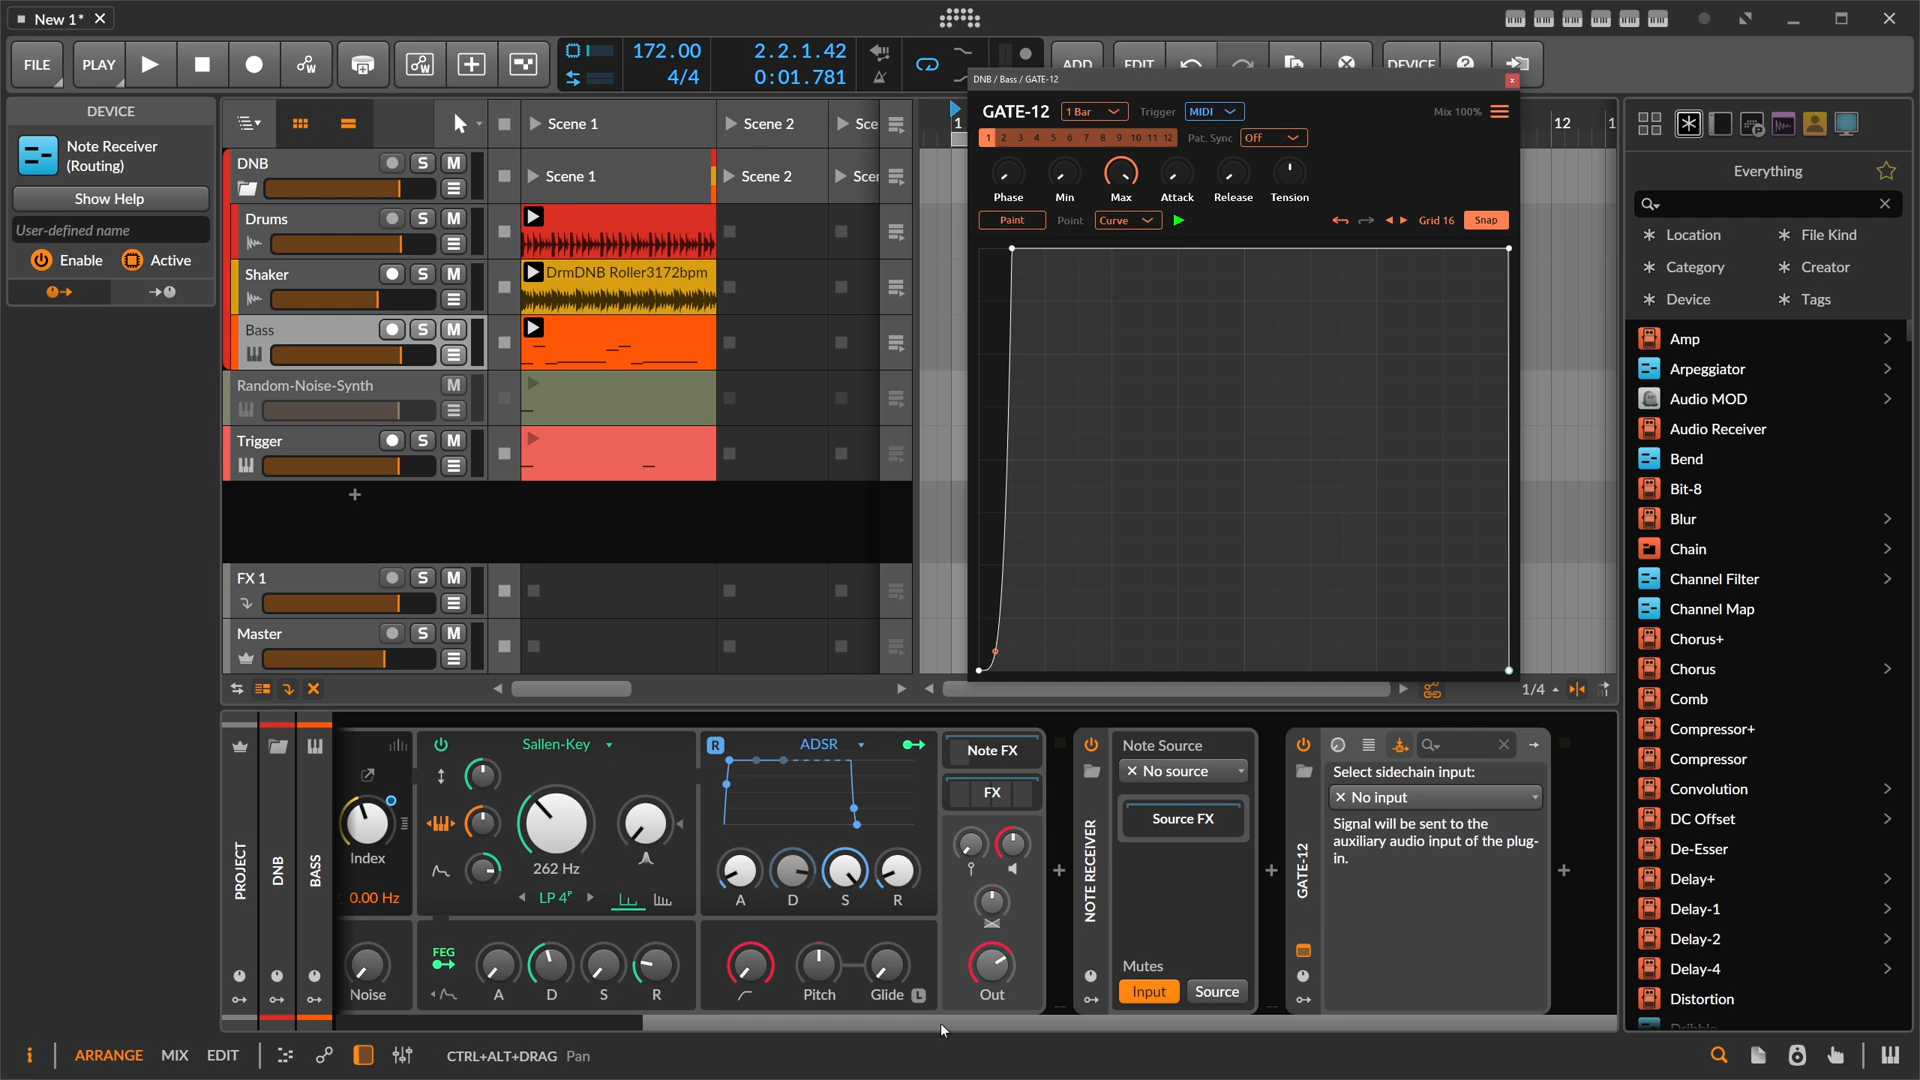 New 1*
FILE
PLAY
172.00
4/4
2.2.1.42
0:01.781
ADD
EDIT
DEVICE
DEVICE
Note Receiver
(Routing)
Show Help
User-defined name
Enable
Active
Scene 1
Scene 2
Sce
DNB
S
M
Scene 1
Scene 2
Scer
Drums
S
M
Shaker
S
M
DrmDNB Roller3172bpm
Bass
S
M
Random-Noise-Synth
M
Trigger
S
M
+
FX 1
S
M
Master
S
M
1
12
1
1/4
DNB / Bass / GATE-12
GATE-12
1 Bar
Trigger
MIDI
Mix 100%
1 2 3 4 5 6 7 8 9 10 11 12
Pat. Sync
Off
Phase
Min
Max
Attack
Release
Tension
Paint
Point
Curve
Grid 16
Snap
Everything
Location
File Kind
Category
Creator
Device
Tags
Amp
Arpeggiator
Audio MOD
Audio Receiver
Bend
Bit-8
Blur
Chain
Channel Filter
Channel Map
Chorus+
Chorus
Comb
Compressor+
Compressor
Convolution
DC Offset
De-Esser
Delay+
Delay-1
Delay-2
Delay-4
Distortion
PROJECT
DNB
BASS
Index
0.00 Hz
Noise
Sallen-Key
262 Hz
LP 4P
FEG
A
D
S
R
R
ADSR
A
D
S
R
Pitch
Glide
L
Note FX
FX
Out
NOTE RECEIVER
Note Source
No source
Source FX
Mutes
Input
Source
GATE-12
Select sidechain input:
No input
Signal will be sent to the
auxiliary audio input of the plug-
in.
i
ARRANGE
MIX
EDIT
CTRL+ALT+DRAG Pan